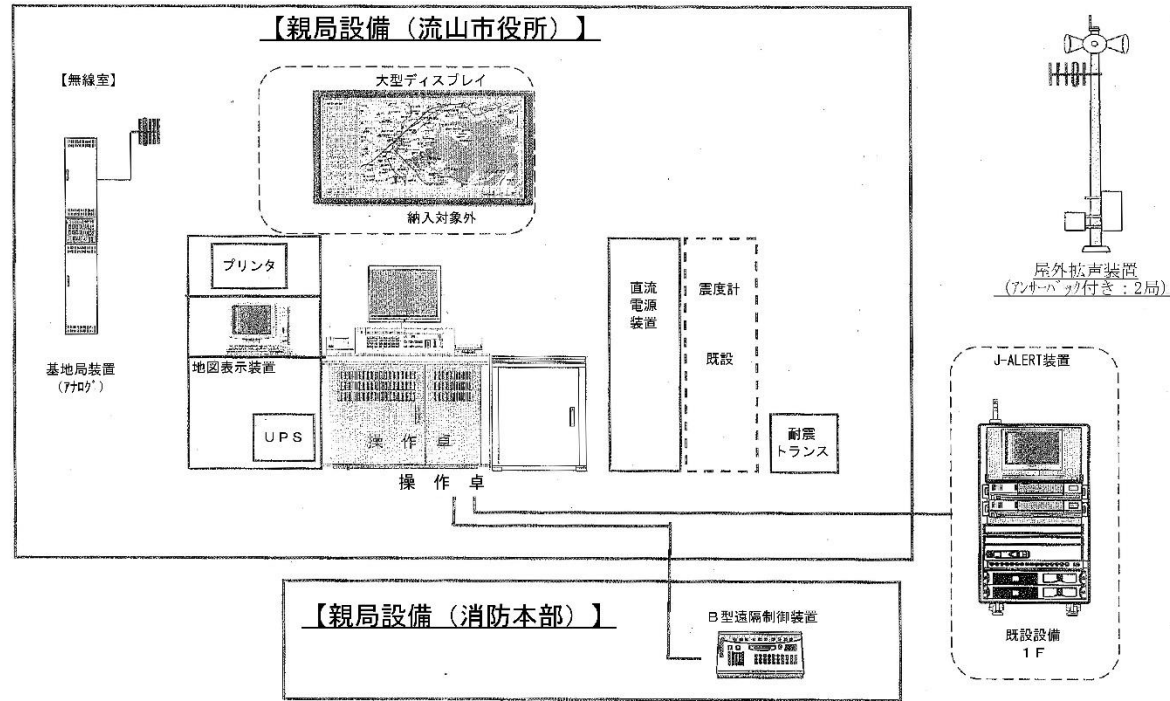 【親局設備（流山市役所）】
【無線室】
大型ディスプレイ
納入対象外
プリンタ
地図表示装置
UPS
操作卓
操作卓
基地局装置
(ｱﾅﾛｸﾞ)
直流
電源
装置
震度計
既設
耐震
トランス
屋外拡声装置
(ｱﾝｻｰﾊﾞｯｸ付き：2局)
J-ALERT装置
既設設備
1F
【親局設備（消防本部）】
B型遠隔制御装置